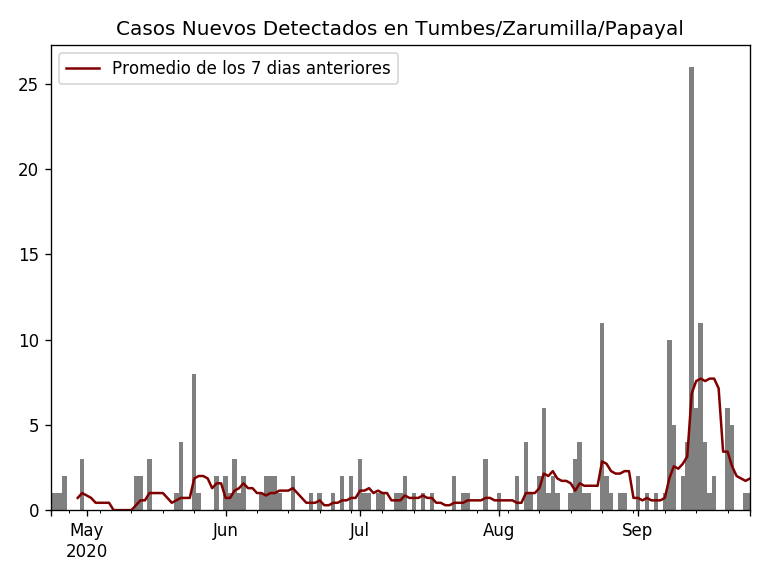 Casos Nuevos Detectados en Tumbes/Zarumilla/Papayal
Promedio de los 7 dias anteriores
25
20
15
10
5
0
May Jun Jul Aug Sep
2020